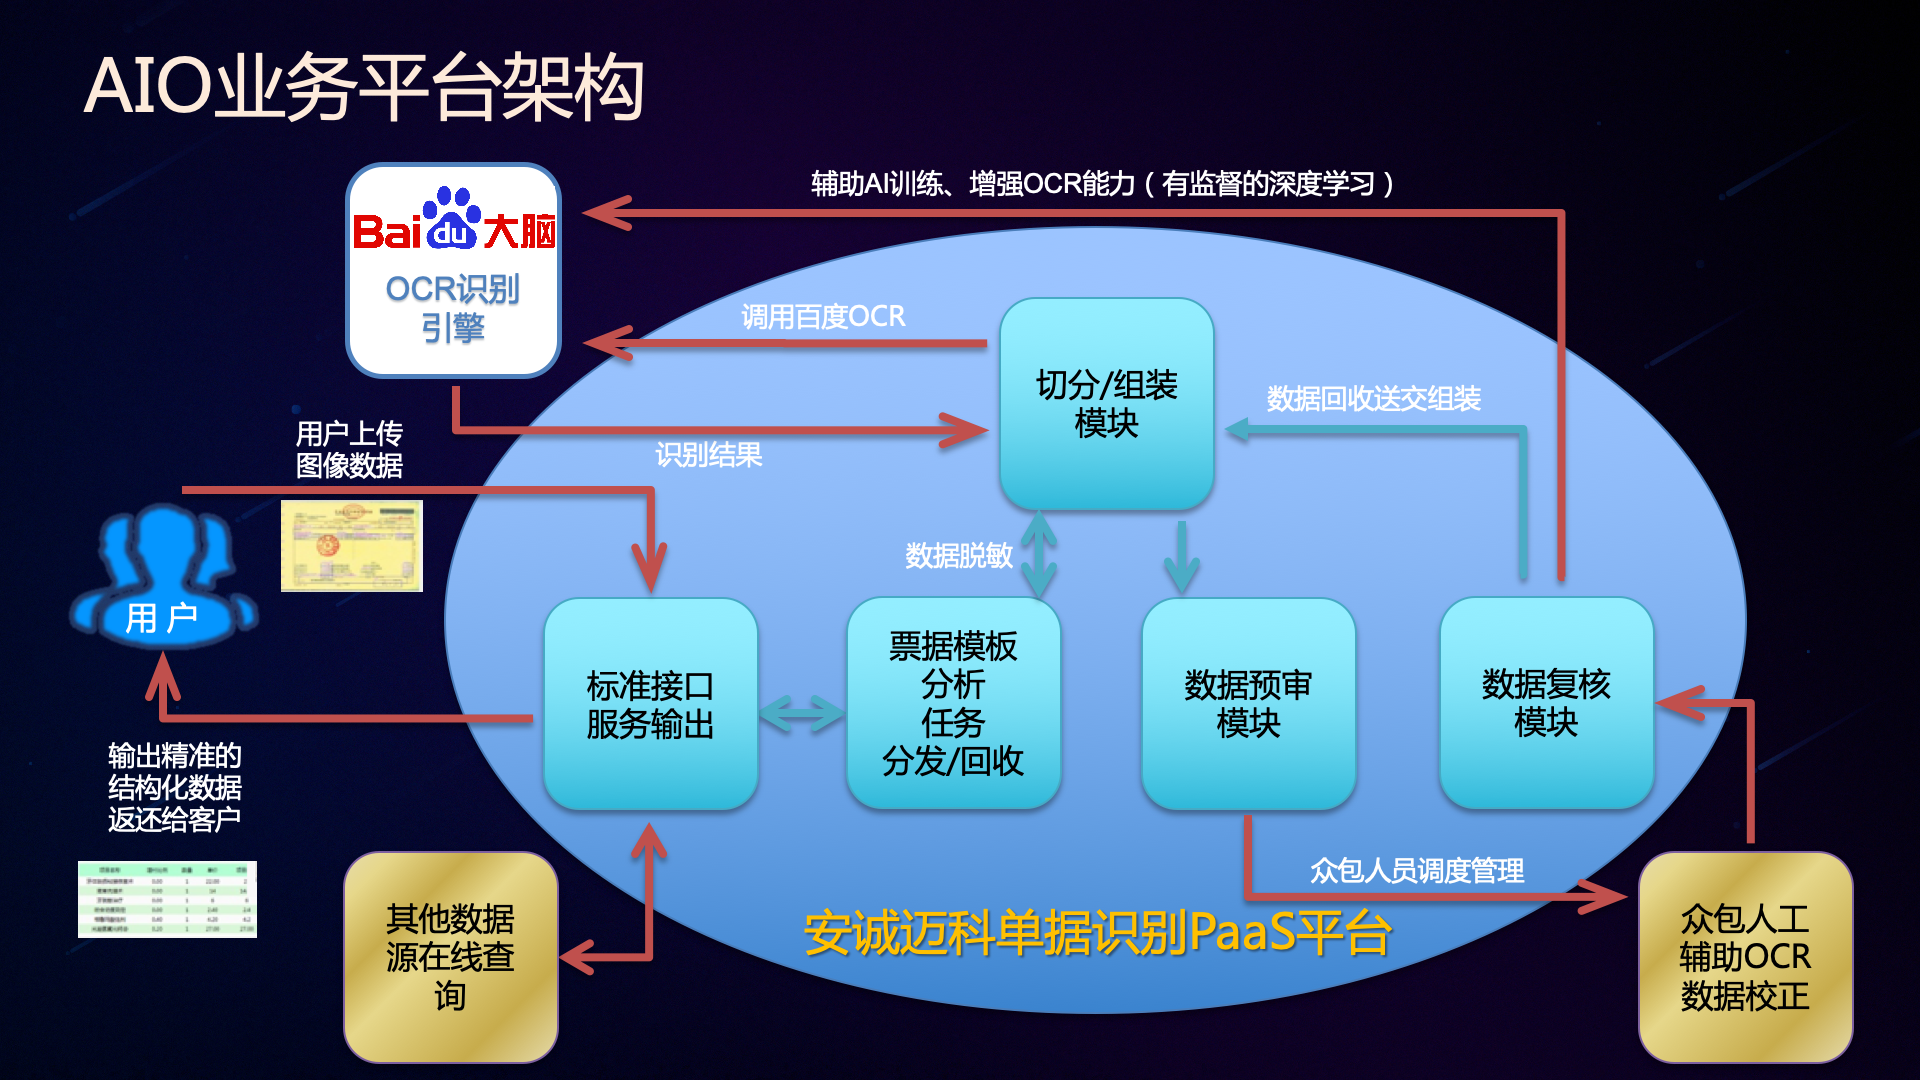 AIO业务平台架构
Baidu大脑
OCR识别
引擎
辅助AI训练、增强OCR能力（有监督的深度学习）
调用百度OCR
切分/组装
模块
数据回收送交组装
识别结果
用户上传
图像数据
用 户
数据脱敏
标准接口
服务输出
票据模板
分析
任务
分发/回收
数据预审
模块
数据复核
模块
输出精准的
结构化数据
返还给客户
众包人员调度管理
安诚迈科单据识别PaaS平台
其他数据
源在线查
询
众包人工
辅助OCR
数据校正